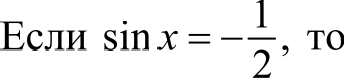 Если sin x = −1/2, то